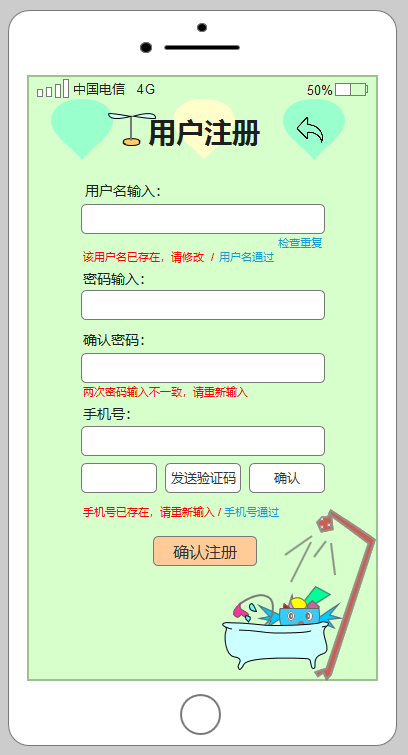 中国电信 4G 50%
用户注册
用户名输入：
检查重复
该用户名已存在，请修改 / 用户名通过
密码输入：
确认密码：
两次密码输入不一致，请重新输入
手机号：
发送验证码 确认
手机号已存在，请重新输入 / 手机号通过
确认注册